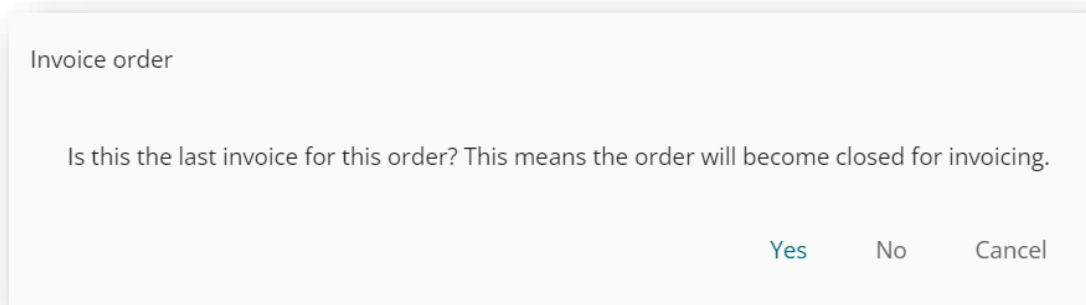 Invoice order
Is this the last invoice for this order? This means the order will become closed for invoicing.
Yes No Cancel